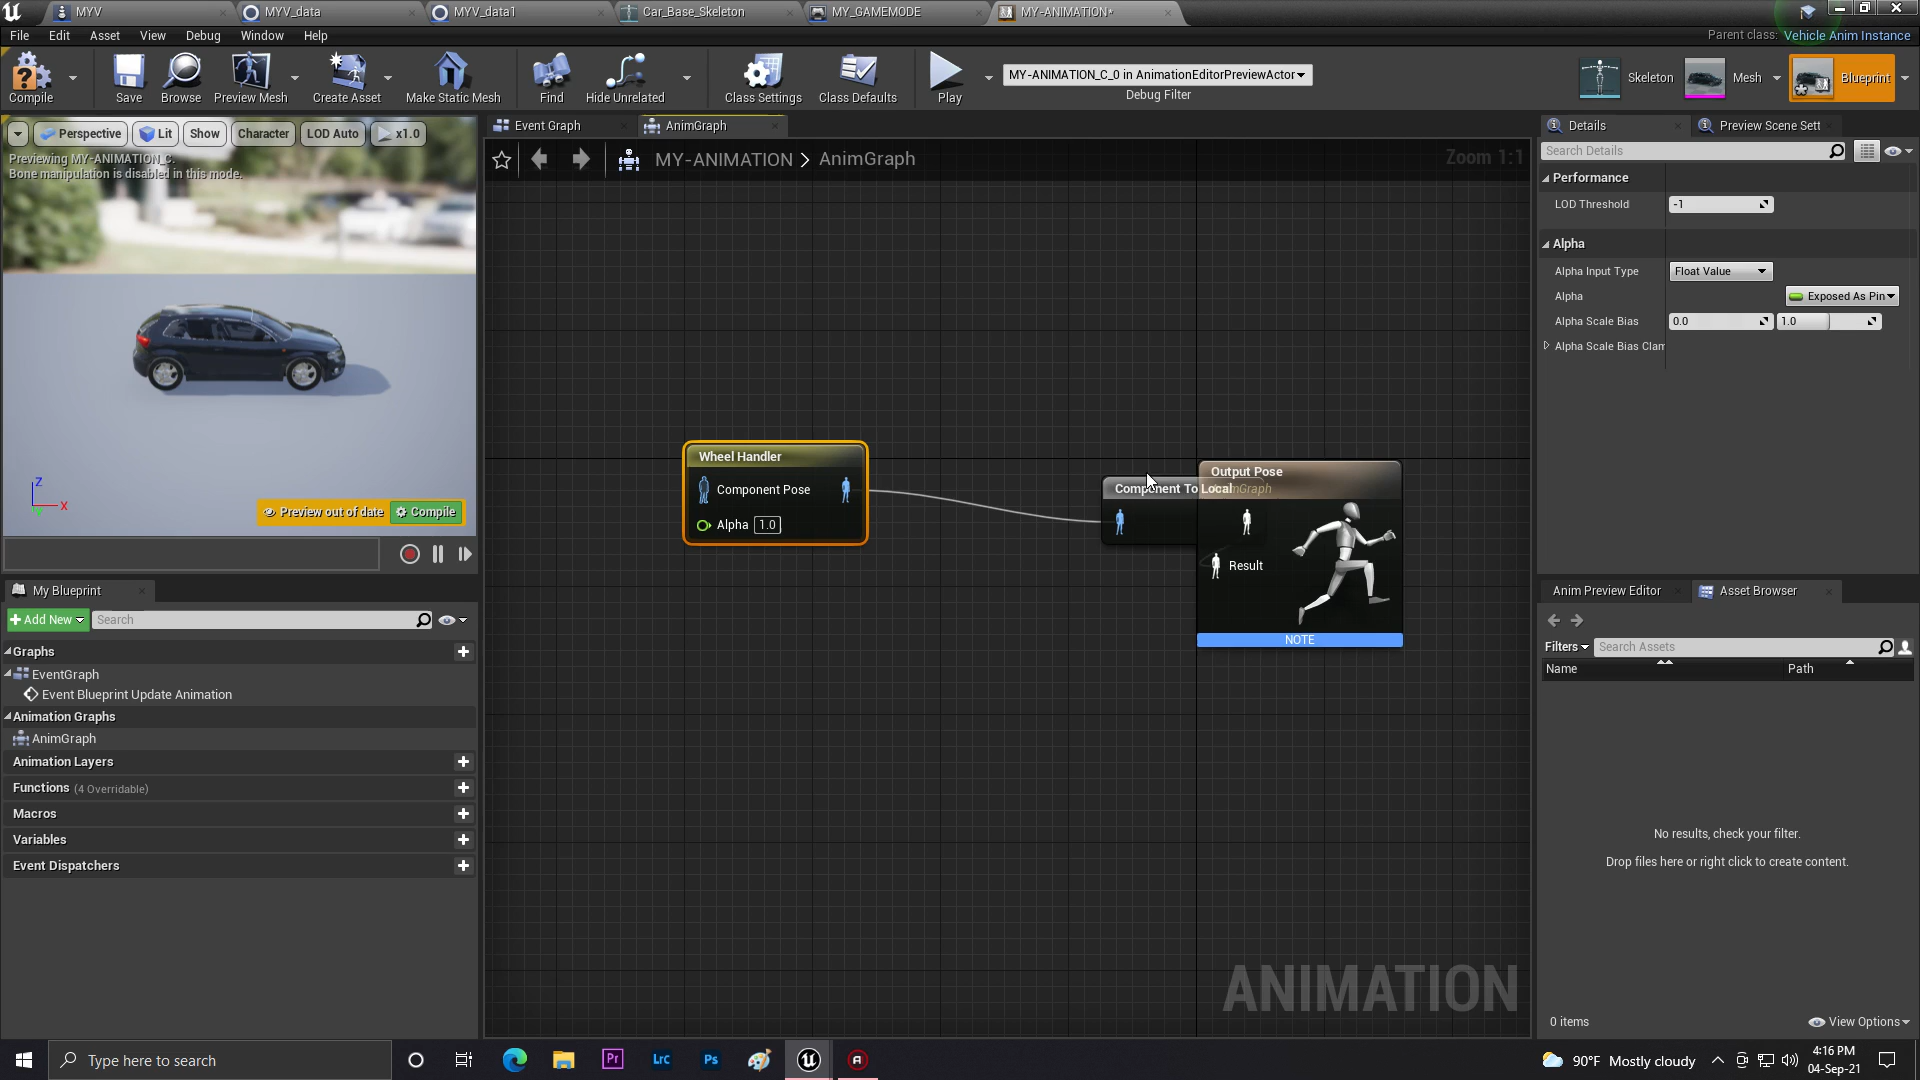 MYV
MYV_data
MYV_data1
Car_Base_Skeleton
MY_GAMEMODE
MY-ANIMATION*
File Edit Asset View Debug Window Help
Parent class: Vehicle Anim Instance
Compile
Save
Browse
Preview Mesh
Create Asset
Make Static Mesh
Find
Hide Unrelated
Class Settings
Class Defaults
Play
MY-ANIMATION_C_0 in AnimationEditorPreviewActor
Debug Filter
Skeleton
Mesh
Blueprint
Perspective
Lit
Show
Character
LOD Auto
x1.0
Previewing MY-ANIMATION_C.
Bone manipulation is disabled in this mode.
Z
X
Y
Preview out of date
Compile
Event Graph
AnimGraph
MY-ANIMATION > AnimGraph
Zoom 1:1
Wheel Handler
Component Pose
Alpha 1.0
Component To Local
Output Pose
AnimGraph
Result
NOTE
ANIMATION
My Blueprint
Add New
Search
Graphs
EventGraph
Event Blueprint Update Animation
Animation Graphs
AnimGraph
Animation Layers
Functions (4 Overridable)
Macros
Variables
Event Dispatchers
Details
Preview Scene Sett
Search Details
Performance
LOD Threshold -1
Alpha
Alpha Input Type Float Value
Alpha Exposed As Pin
Alpha Scale Bias 0.0 1.0
Alpha Scale Bias Clam
Anim Preview Editor
Asset Browser
Filters
Search Assets
Name
Path
No results, check your filter.
Drop files here or right click to create content.
0 items
View Options
Type here to search
Pr
Lrc
Ps
90°F Mostly cloudy
4:16 PM
04-Sep-21